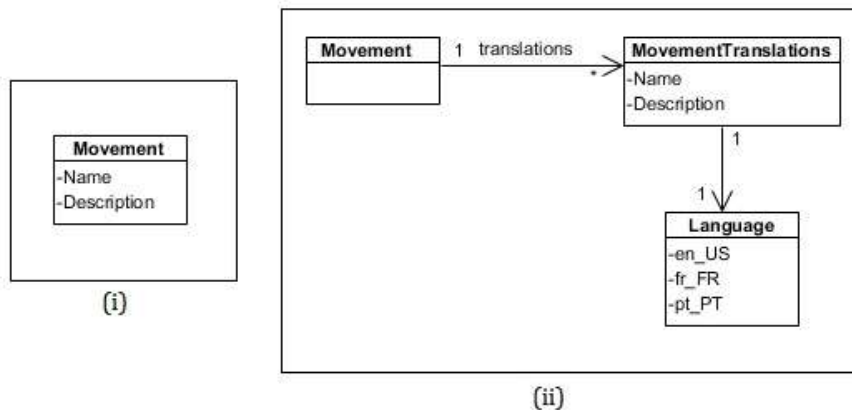 Movement
-Name
-Description
(i)
Movement
1 translations
*
MovementTranslations
-Name
-Description
1
1
Language
-en_US
-fr_FR
-pt_PT
(ii)